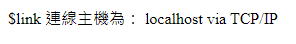 $link 連線主機為： localhost via TCP/IP